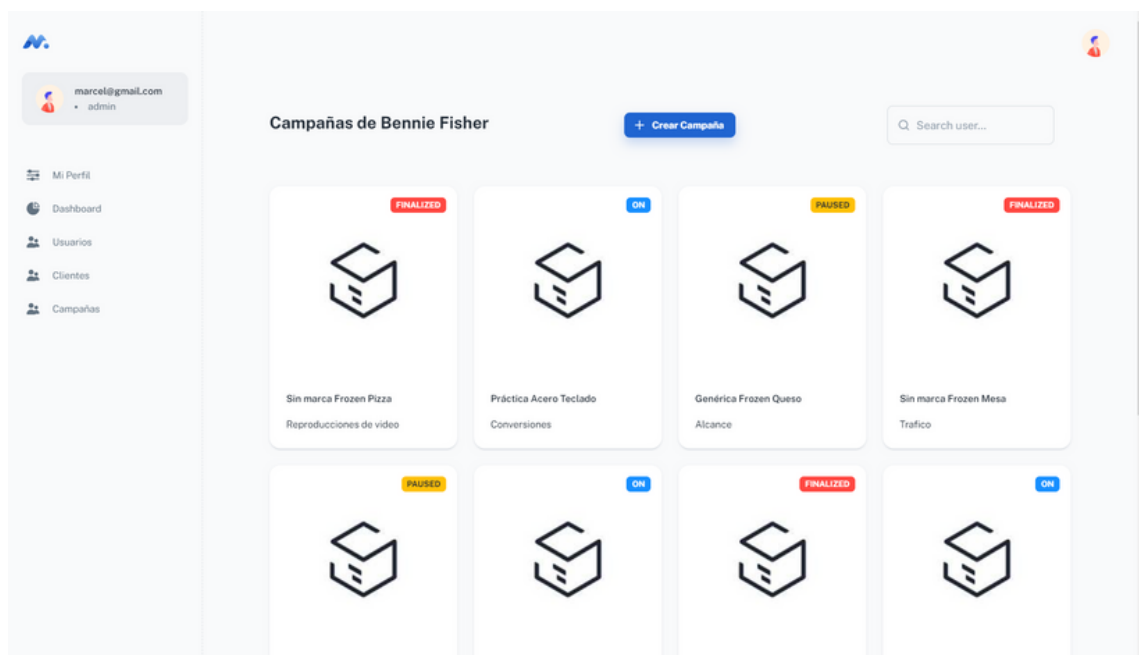 marcel@gmail.com
• admin
Mi Perfil
Dashboard
Usuarios
Clientes
Campañas
Campañas de Bennie Fisher
+ Crear Campaña
Search user...
FINALIZED
Sin marca Frozen Pizza
Reproducciones de video
ON
Práctica Acero Teclado
Conversiones
PAUSED
Genérica Frozen Queso
Alcance
FINALIZED
Sin marca Frozen Mesa
Trafico
PAUSED
ON
FINALIZED
ON